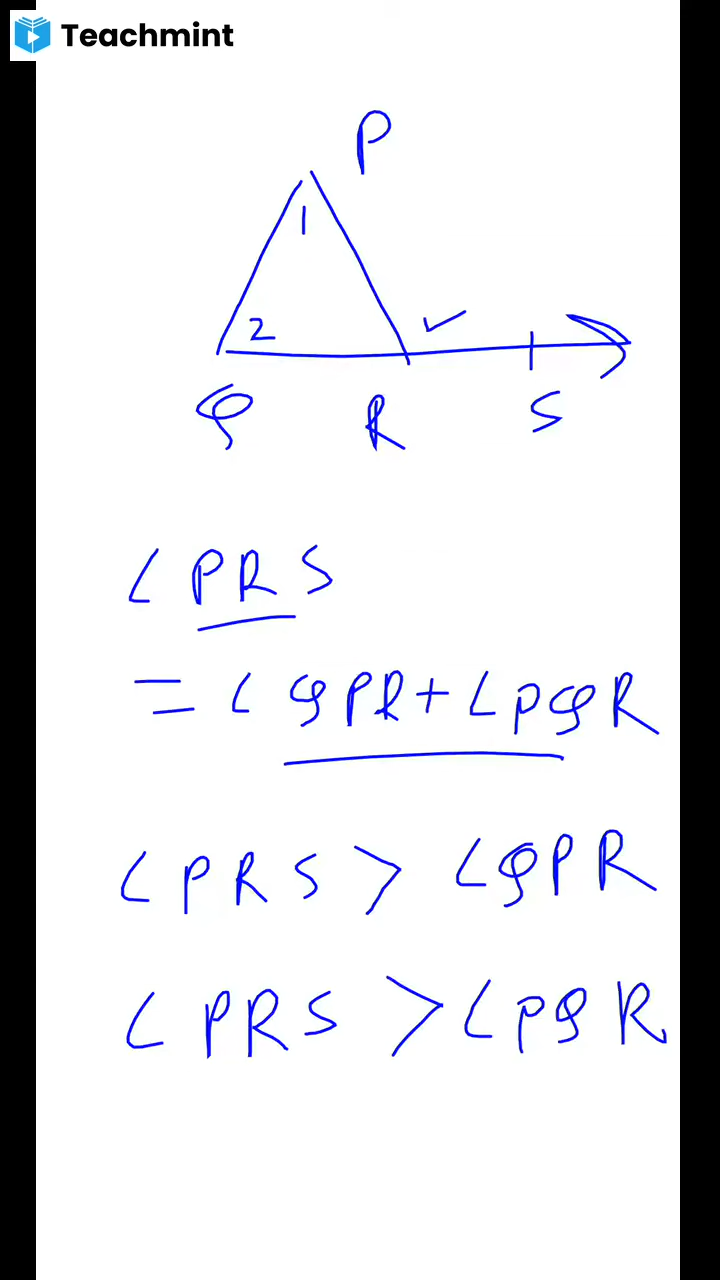 Teachmint
P
1
2
Q R S
∠PRS
= ∠QPR + ∠PQR
∠PRS > ∠QPR
∠PRS > ∠PQR